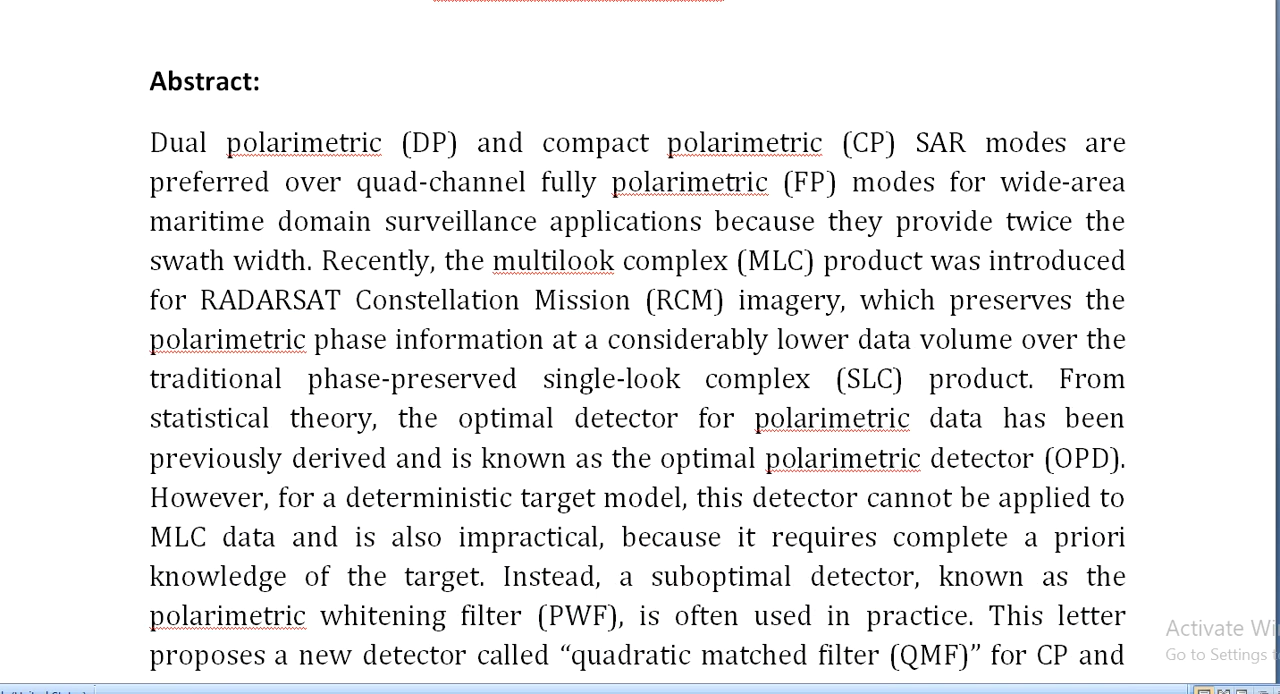 Abstract:
Dual polarimetric (DP) and compact polarimetric (CP) SAR modes are
preferred over quad-channel fully polarimetric (FP) modes for wide-area
maritime domain surveillance applications because they provide twice the
swath width. Recently, the multilook complex (MLC) product was introduced
for RADARSAT Constellation Mission (RCM) imagery, which preserves the
polarimetric phase information at a considerably lower data volume over the
traditional phase-preserved single-look complex (SLC) product. From
statistical theory, the optimal detector for polarimetric data has been
previously derived and is known as the optimal polarimetric detector (OPD).
However, for a deterministic target model, this detector cannot be applied to
MLC data and is also impractical, because it requires complete a priori
knowledge of the target. Instead, a suboptimal detector, known as the
polarimetric whitening filter (PWF), is often used in practice. This letter
proposes a new detector called “quadratic matched filter (QMF)” for CP and
Activate Wi
Go to Settings